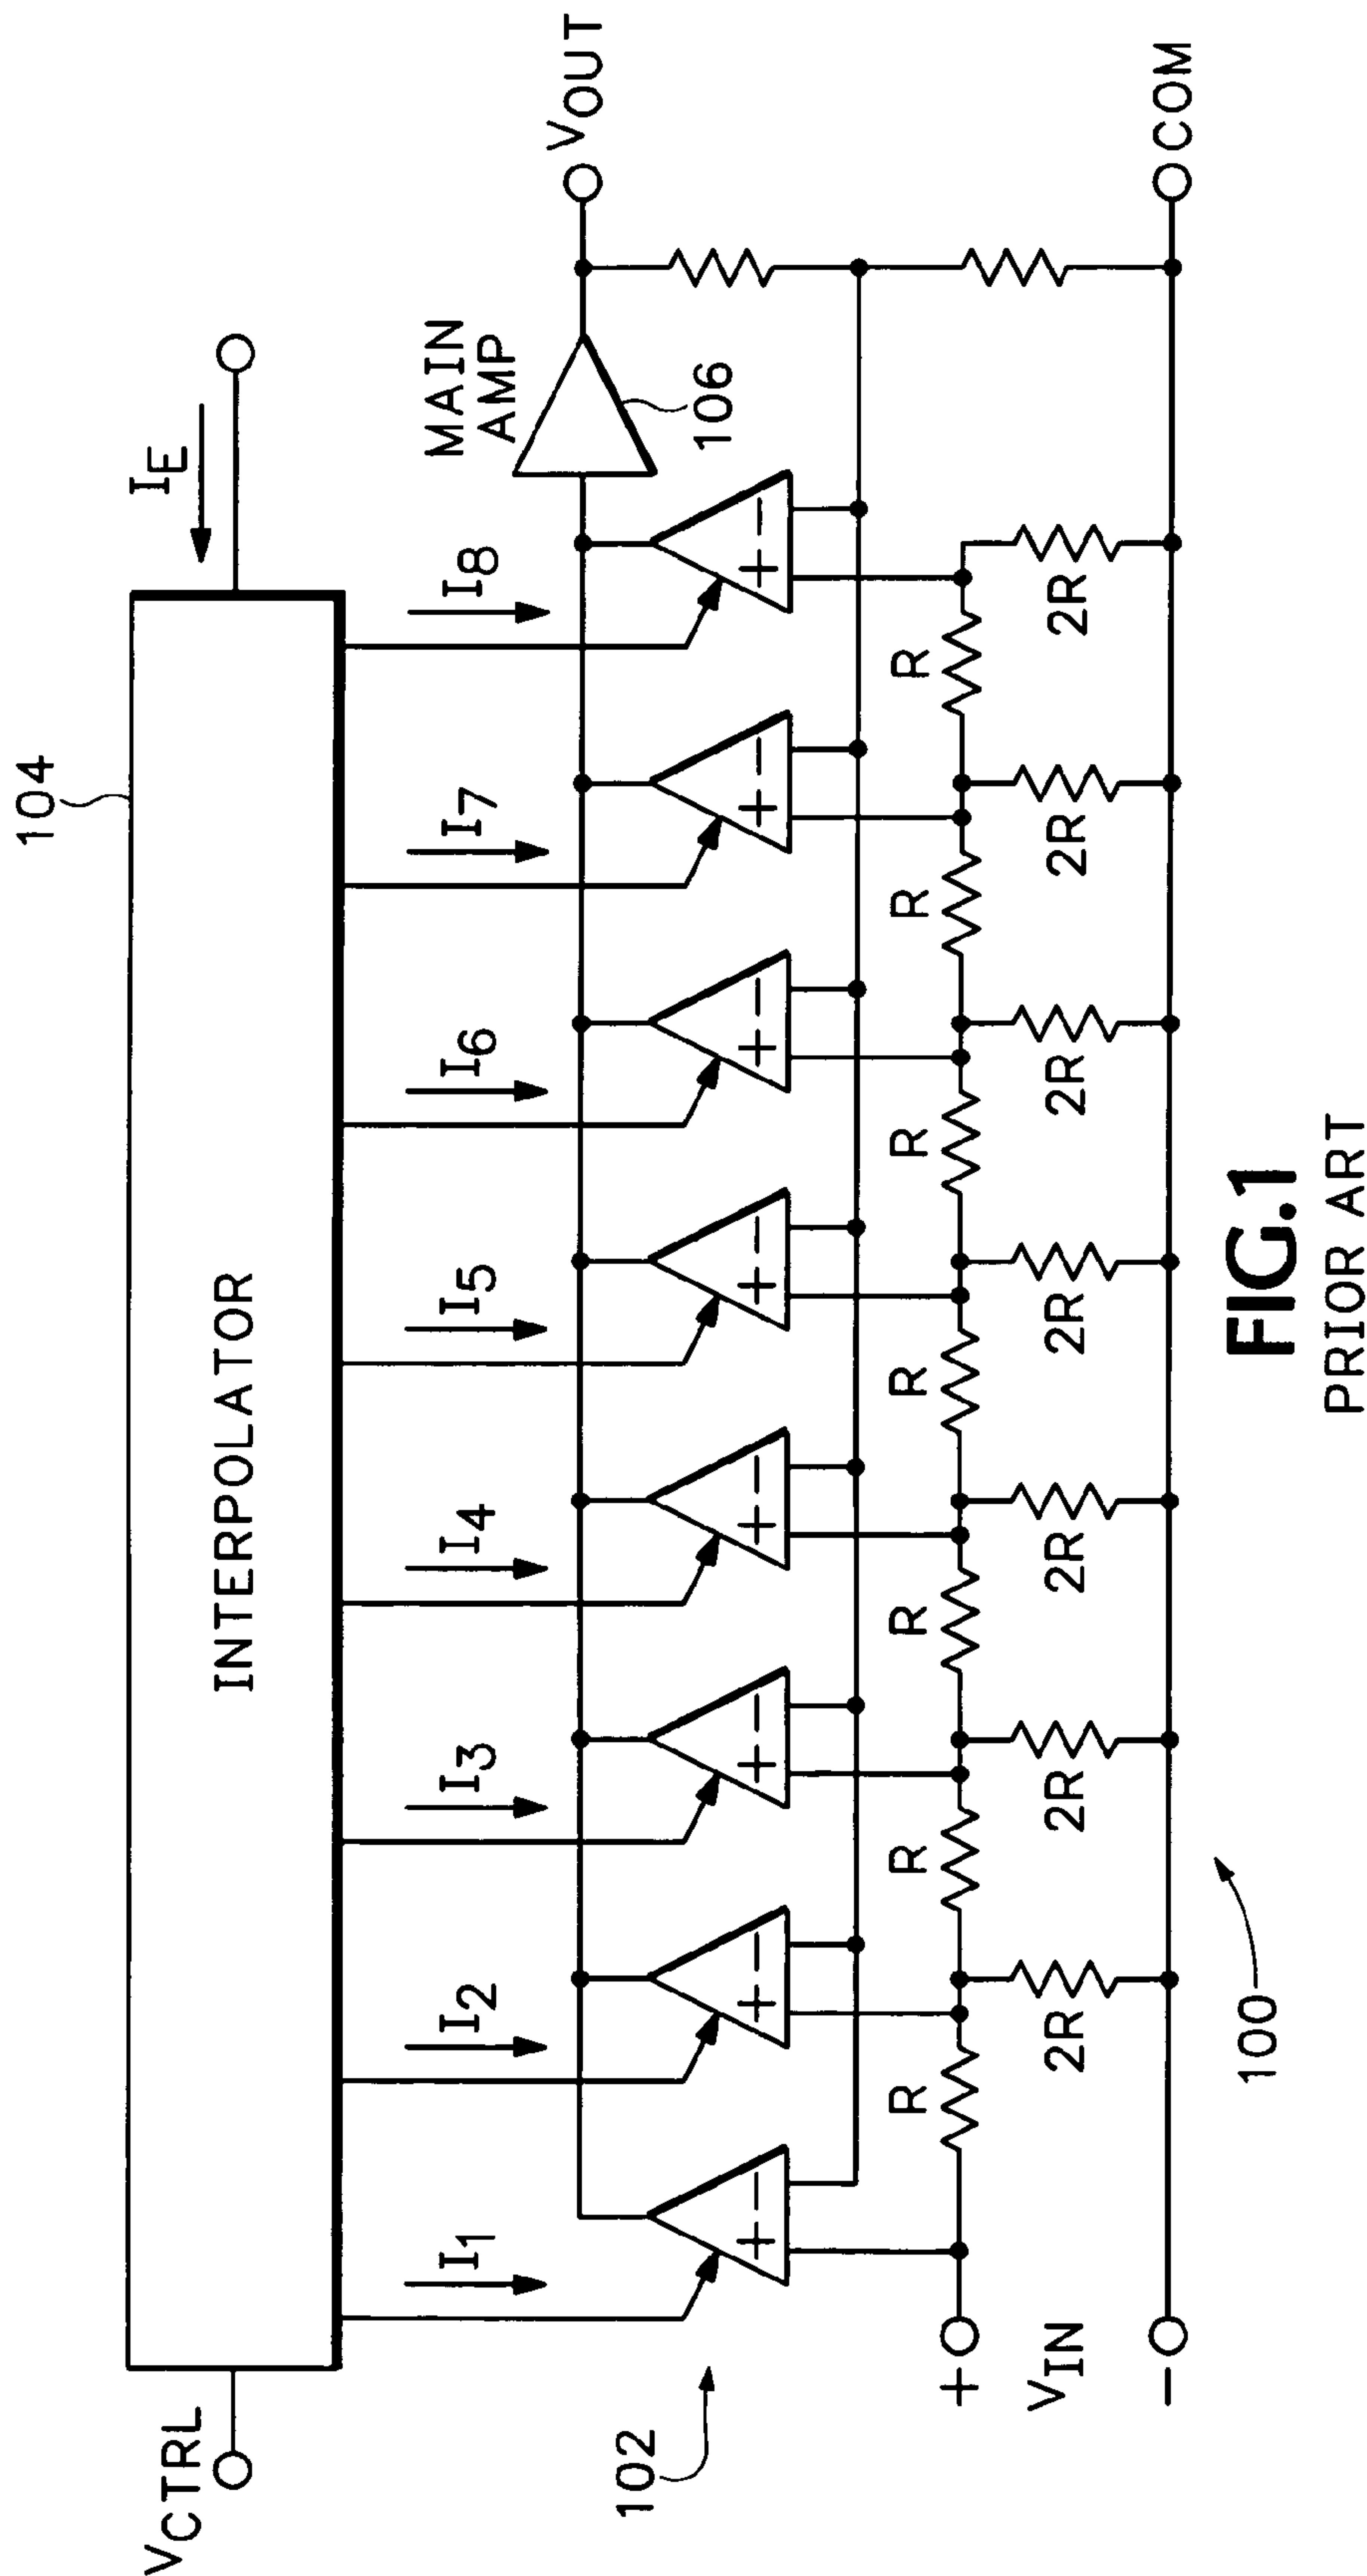 104
VCTRL
INTERPOLATOR
IE
I1
I2
I3
I4
I5
I6
I7
I8
MAIN
AMP
106
VOUT
102
+ −
+ −
+ −
+ −
+ −
+ −
+ −
+ −
R
R
R
R
R
R
R
+
VIN
−
2R
2R
2R
2R
2R
2R
2R
COM
100
FIG.1
PRIOR ART